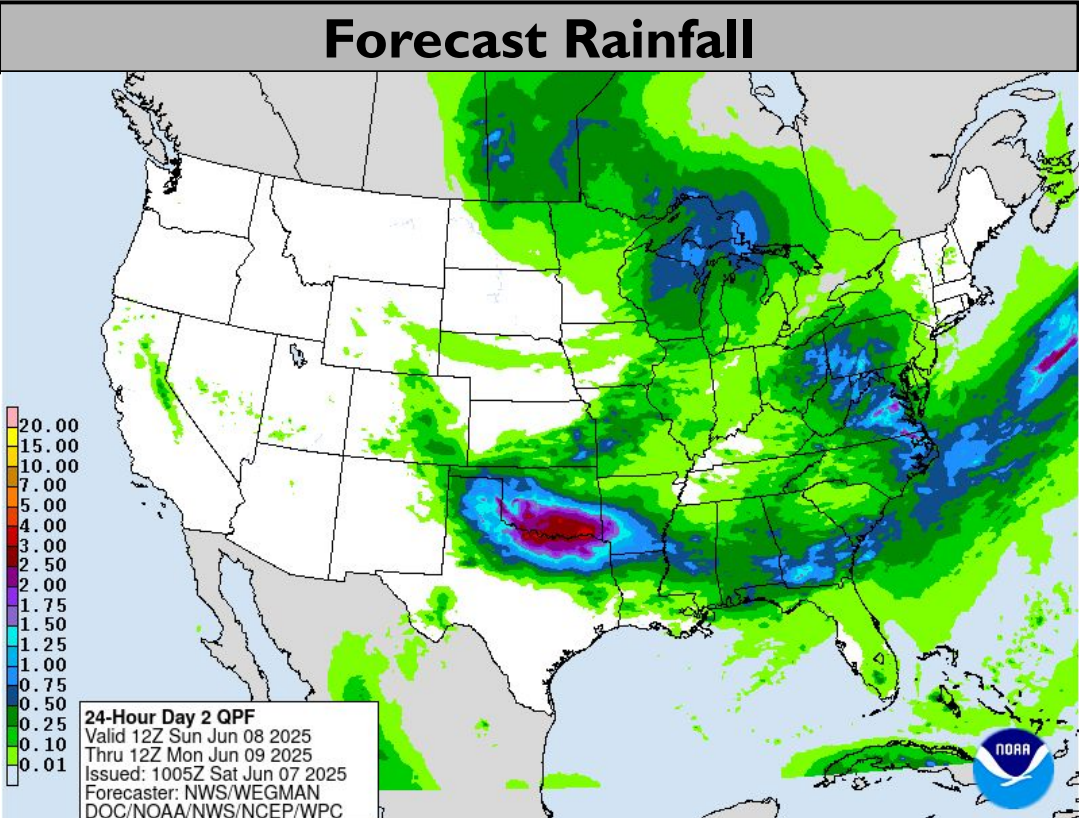 Forecast Rainfall
20.00
15.00
10.00
7.00
5.00
4.00
3.00
2.50
2.00
1.75
1.50
1.25
1.00
0.75
0.50
0.25
0.10
0.01
24-Hour Day 2 QPF
Valid 12Z Sun Jun 08 2025
Thru 12Z Mon Jun 09 2025
Issued: 1005Z Sat Jun 07 2025
Forecaster: NWS/WEGMAN
DOC/NOAA/NWS/NCEP/WPC
NOAA